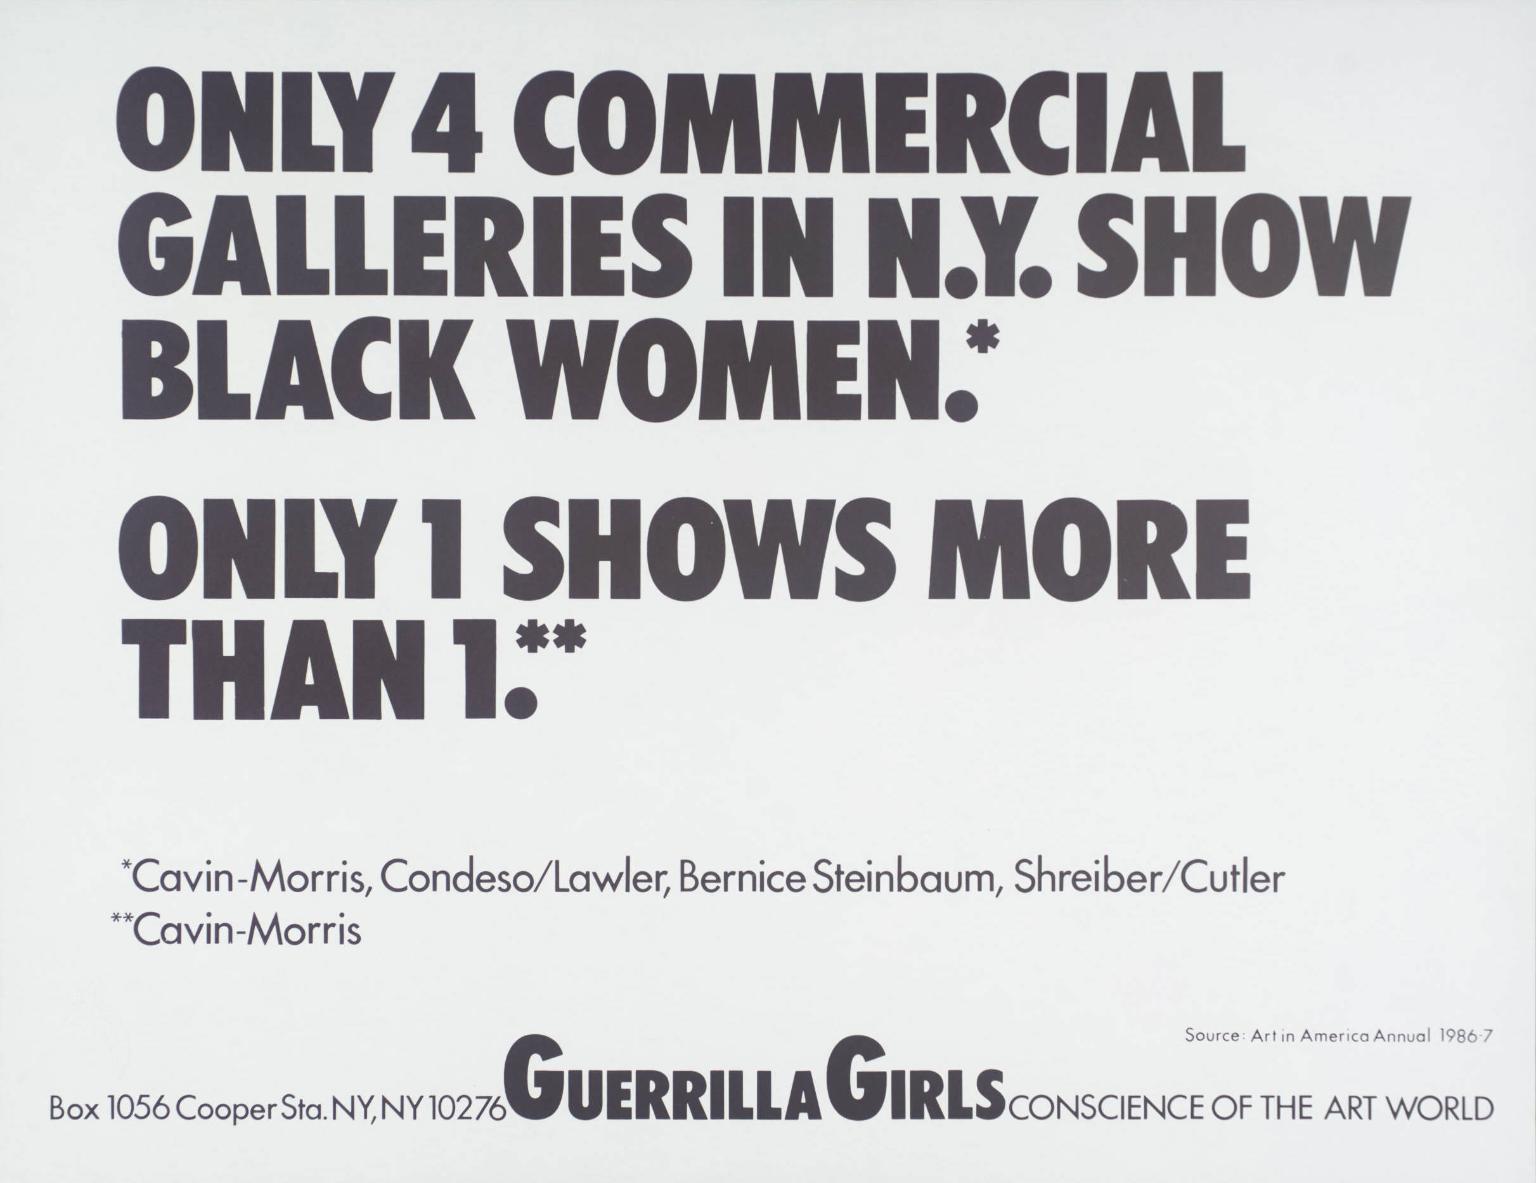 ONLY 4 COMMERCIAL
GALLERIES IN N.Y. SHOW
BLACK WOMEN.*
ONLY 1 SHOWS MORE
THAN 1.**
*Cavin-Morris, Condeso/Lawler, Bernice Steinbaum, Shreiber/Cutler
**Cavin-Morris
Source: Art in America Annual 1986-7
Box 1056 Cooper Sta. NY, NY 10276 GUERRILLA GIRLS CONSCIENCE OF THE ART WORLD